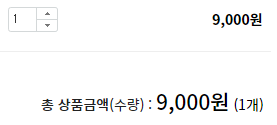 1 9,000원
총 상품금액(수량) : 9,000원 (1개)